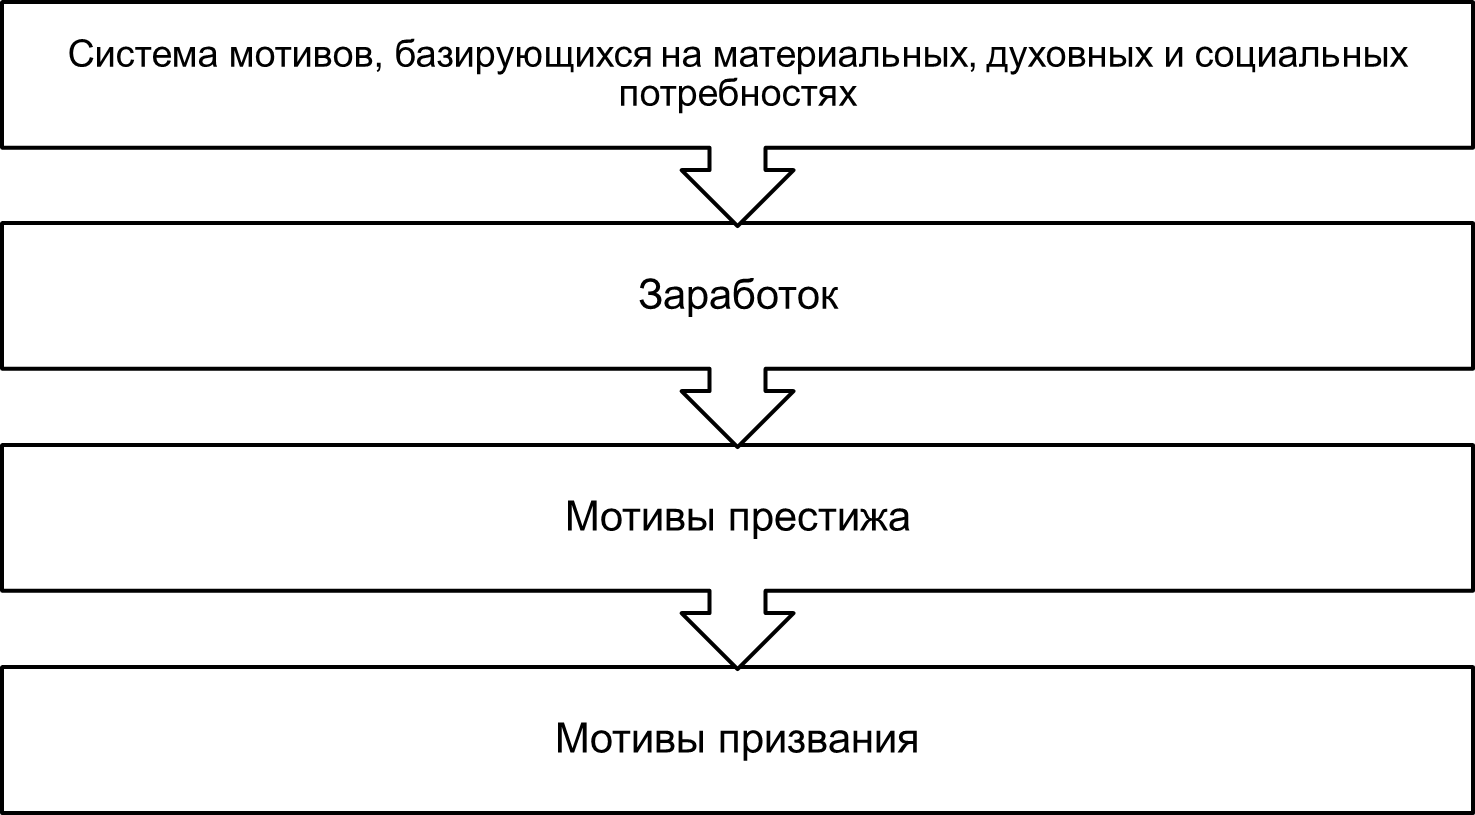 Система мотивов, базирующихся на материальных, духовных и социальных
потребностях
Заработок
Мотивы престижа
Мотивы призвания